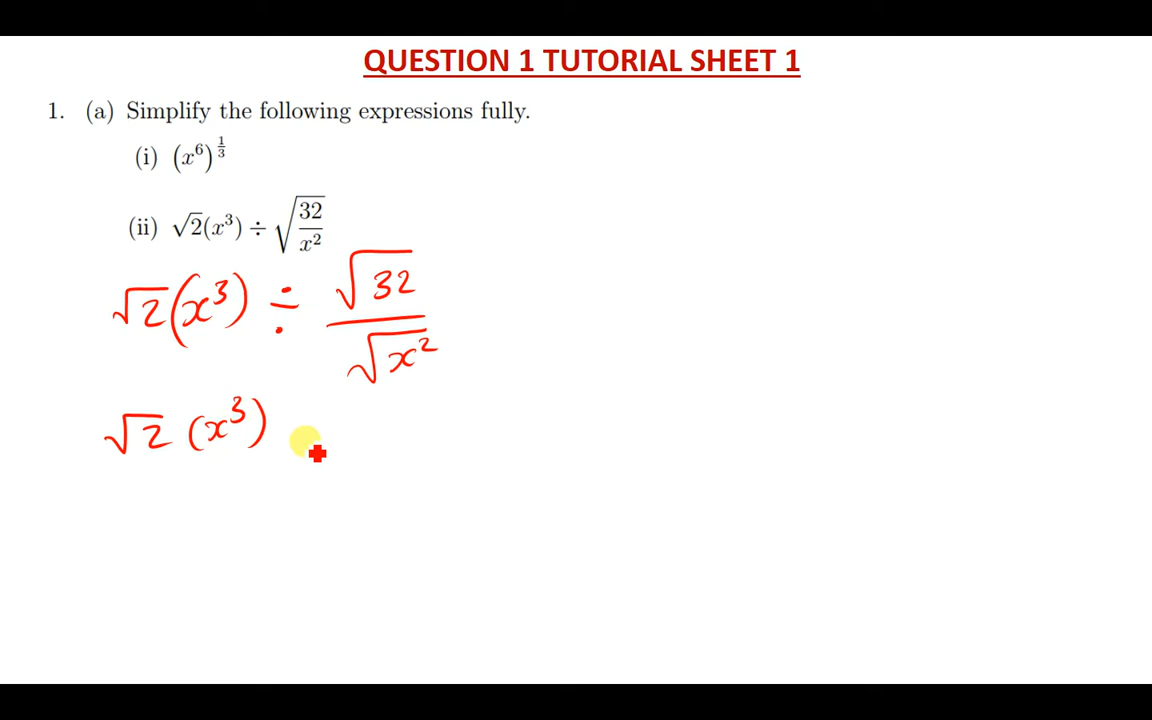 QUESTION 1 TUTORIAL SHEET 1
1. (a) Simplify the following expressions fully.
(i) (x⁶)^(1/3)
(ii) √2(x³) ÷ √(32/x²)
√2(x³) ÷ √32/√x²
√2 (x³)